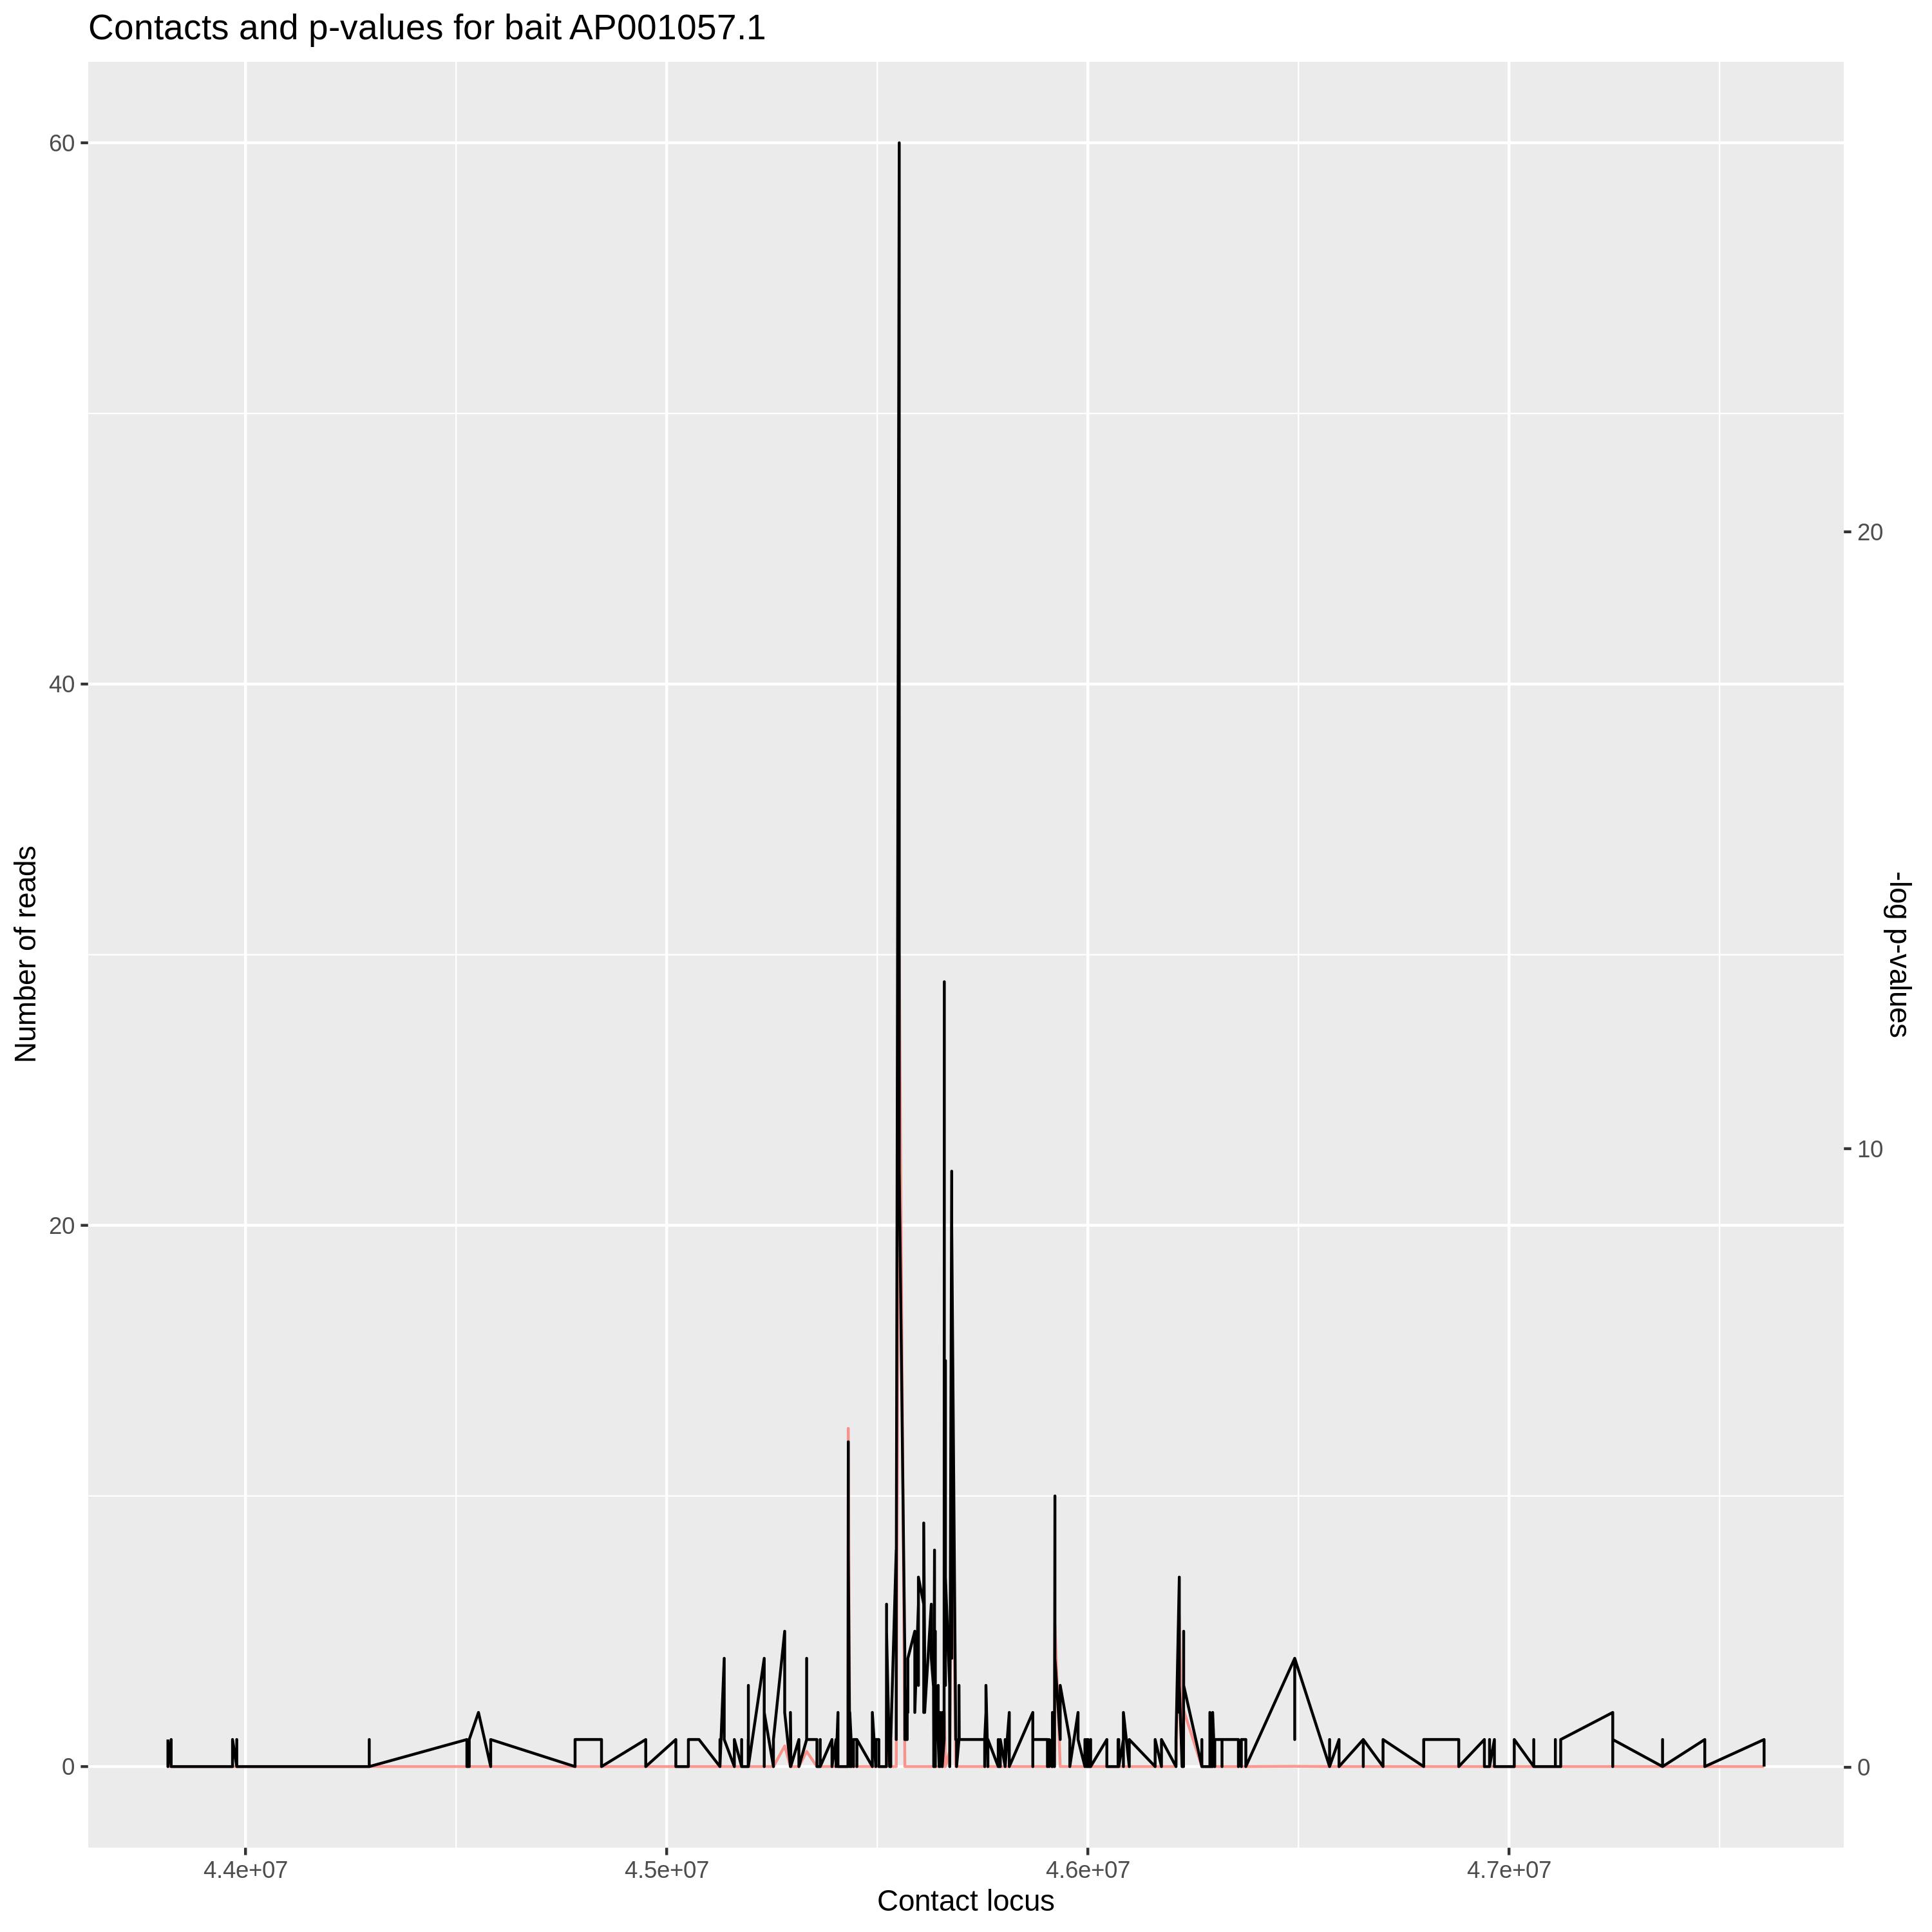 Contacts and p-values for bait AP001057.1
60
40
20
0
Number of reads
20
10
0
-log p-values
4.4e+07
4.5e+07
4.6e+07
4.7e+07
Contact locus